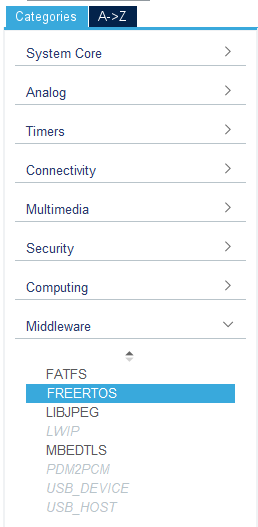 Categories A->Z
System Core
Analog
Timers
Connectivity
Multimedia
Security
Computing
Middleware
FATFS
FREERTOS
LIBJPEG
LWIP
MBEDTLS
PDM2PCM
USB_DEVICE
USB_HOST